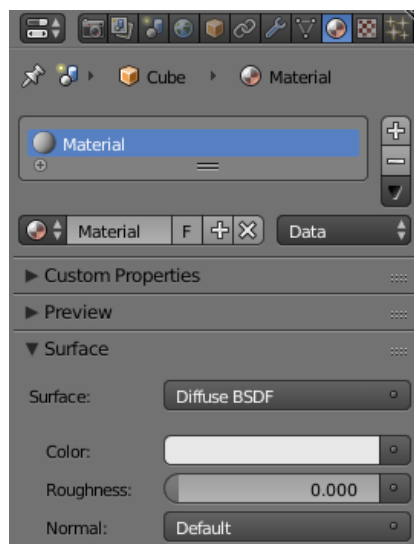 Cube Material
Material
Material F Data
Custom Properties
Preview
Surface
Surface: Diffuse BSDF
Color:
Roughness: 0.000
Normal: Default